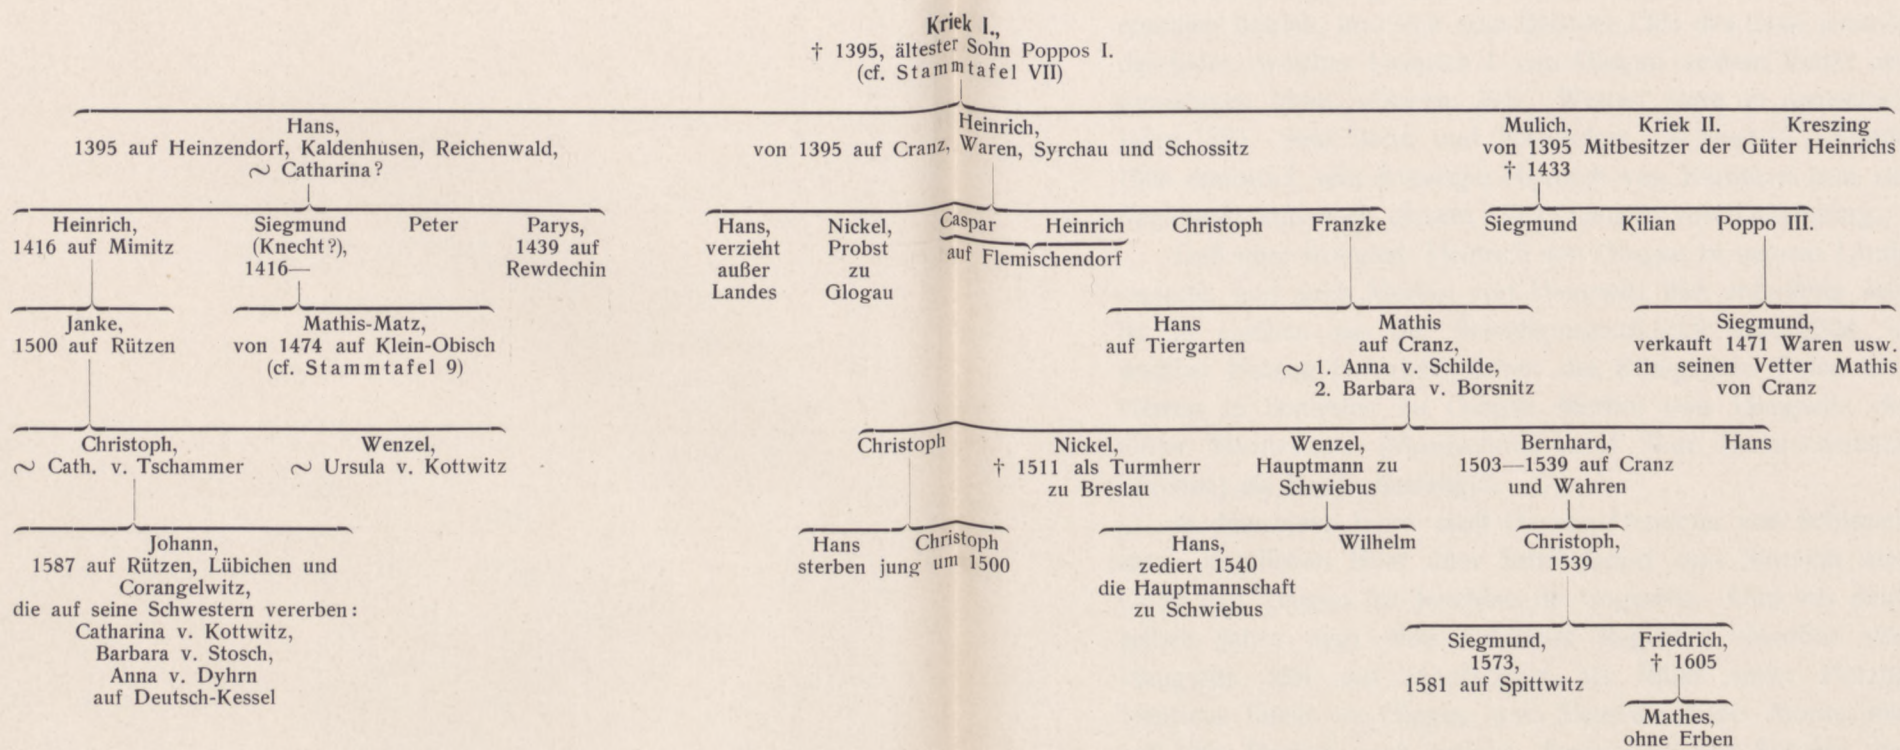 Kriek I.,
† 1395, ältester Sohn Poppos I.
(cf. Stammtafel VII)
Hans,
1395 auf Heinzendorf, Kaldenhusen, Reichenwald,
~ Catharina?
Heinrich,
von 1395 auf Cranz, Waren, Syrchau und Schossitz
Mulich, Kriek II. Kreszing
von 1395 Mitbesitzer der Güter Heinrichs
† 1433
Heinrich,
1416 auf Mimitz
Siegmund
(Knecht?),
1416—
Peter
Parys,
1439 auf
Rewdechin
Hans,
verzieht
außer
Landes
Nickel,
Probst
zu
Glogau
Caspar Heinrich
auf Flemischendorf
Christoph
Franzke
Siegmund
Kilian
Poppo III.
Janke,
1500 auf Rützen
Mathis-Matz,
von 1474 auf Klein-Obisch
(cf. Stammtafel 9)
Hans
auf Tiergarten
Mathis
auf Cranz,
~ 1. Anna v. Schilde,
2. Barbara v. Borsnitz
Siegmund,
verkauft 1471 Waren usw.
an seinen Vetter Mathis
von Cranz
Christoph,
~ Cath. v. Tschammer
Wenzel,
~ Ursula v. Kottwitz
Christoph
Nickel,
† 1511 als Turmherr
zu Breslau
Wenzel,
Hauptmann zu
Schwiebus
Bernhard,
1503—1539 auf Cranz
und Wahren
Hans
Johann,
1587 auf Rützen, Lübichen und
Corangelwitz,
die auf seine Schwestern vererben:
Catharina v. Kottwitz,
Barbara v. Stosch,
Anna v. Dyhrn
auf Deutsch-Kessel
Hans Christoph
sterben jung um 1500
Hans,
zediert 1540
die Hauptmannschaft
zu Schwiebus
Wilhelm
Christoph,
1539
Siegmund,
1573,
1581 auf Spittwitz
Friedrich,
† 1605
Mathes,
ohne Erben